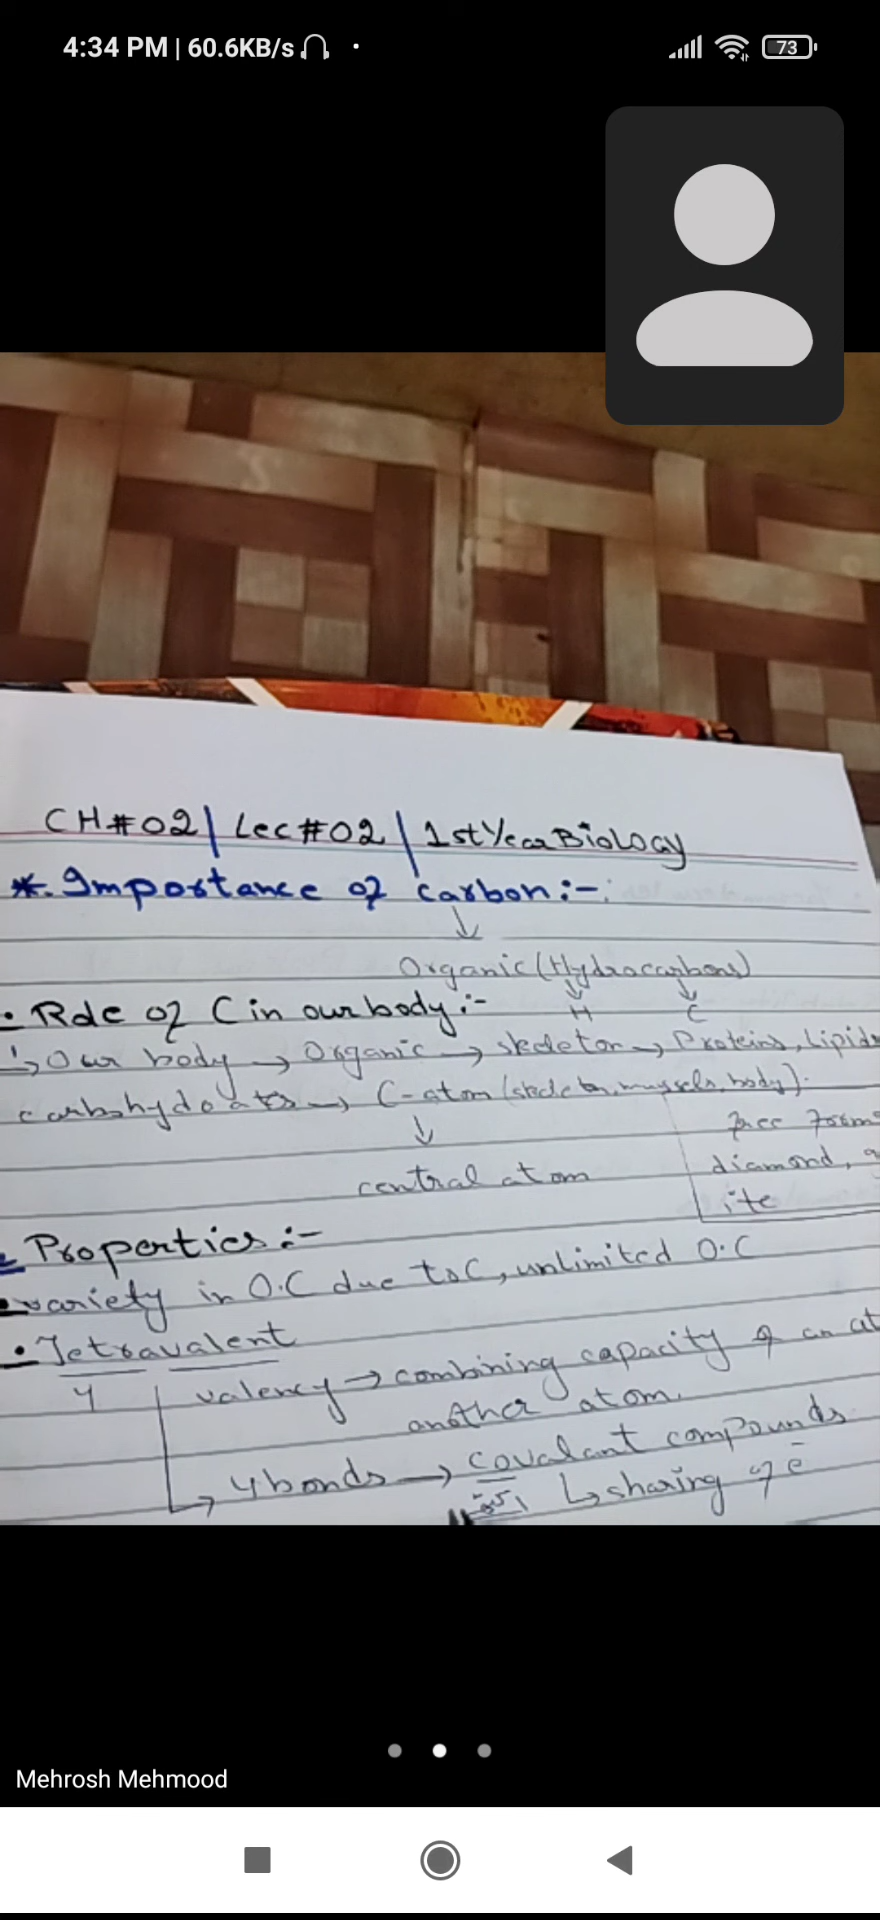 4:34 PM | 60.6KB/s
73
CH#02 | Lec#02 | 1st Year Biology
*. Importance of carbon:-
↓
Organic (Hydrocarbons)
H C
• Role of C in our body:-
↳ Our body → Organic → skeleton → Proteins, Lipids
carbohydoates → C-atom (skeleton, muscels, body).
↓
central atom
free forms
diamond, g
ite
Properties:-
• variety in O.C due to C, unlimited O.C
• Tetravalent
4 valency → combining capacity of an at
another atom.
↳ 4 bonds → covalant compounds
↳ sharing of ē
Mehrosh Mehmood